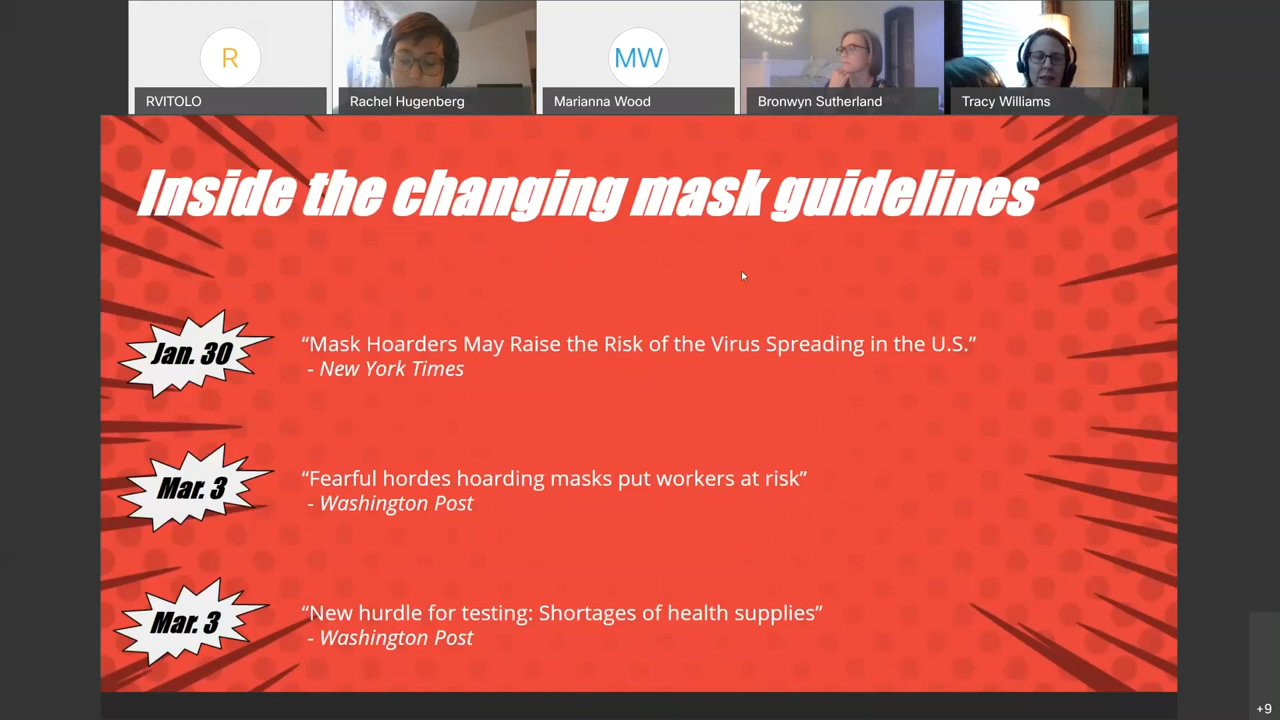 R
MW
RVITOLO
Rachel Hugenberg
Marianna Wood
Bronwyn Sutherland
Tracy Williams
Inside the changing mask guidelines
Jan. 30
“Mask Hoarders May Raise the Risk of the Virus Spreading in the U.S.”
- New York Times
Mar. 3
“Fearful hordes hoarding masks put workers at risk”
- Washington Post
Mar. 3
“New hurdle for testing: Shortages of health supplies”
- Washington Post
+9